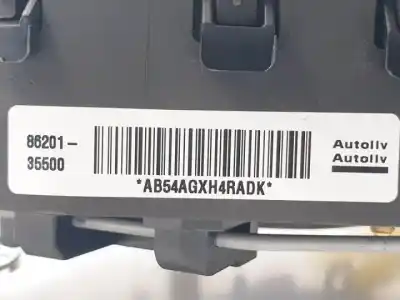 86201-
35500
*AB54AGXH4RADK*
Autoliv
Autoliv